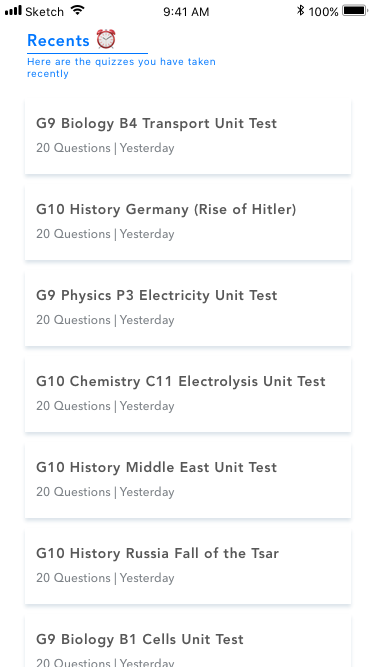 Sketch 9:41 AM 100%
Recents ⏰
Here are the quizzes you have taken
recently
G9 Biology B4 Transport Unit Test
20 Questions | Yesterday
G10 History Germany (Rise of Hitler)
20 Questions | Yesterday
G9 Physics P3 Electricity Unit Test
20 Questions | Yesterday
G10 Chemistry C11 Electrolysis Unit Test
20 Questions | Yesterday
G10 History Middle East Unit Test
20 Questions | Yesterday
G10 History Russia Fall of the Tsar
20 Questions | Yesterday
G9 Biology B1 Cells Unit Test
20 Questions | Yesterday